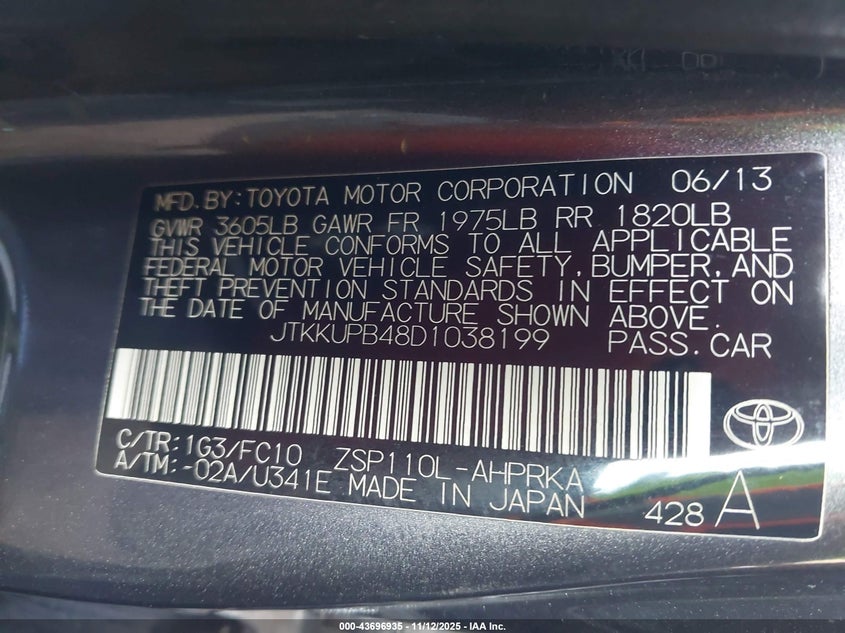 MFD.BY:TOYOTA MOTOR CORPORATION 06/13
GVWR 3605LB GAWR FR 1975LB RR 1820LB
THIS VEHICLE CONFORMS TO ALL APPLICABLE
FEDERAL MOTOR VEHICLE SAFETY, BUMPER, AND
THEFT PREVENTION STANDARDS IN EFFECT ON
THE DATE OF MANUFACTURE SHOWN ABOVE.
JTKKUPB48D1038199 PASS.CAR
C/TR:1G3/FC10 ZSP110L-AHPRKA
A/TM:-02A/U341E MADE IN JAPAN
428 A
000-43696935 - 11/12/2025 - IAA Inc.